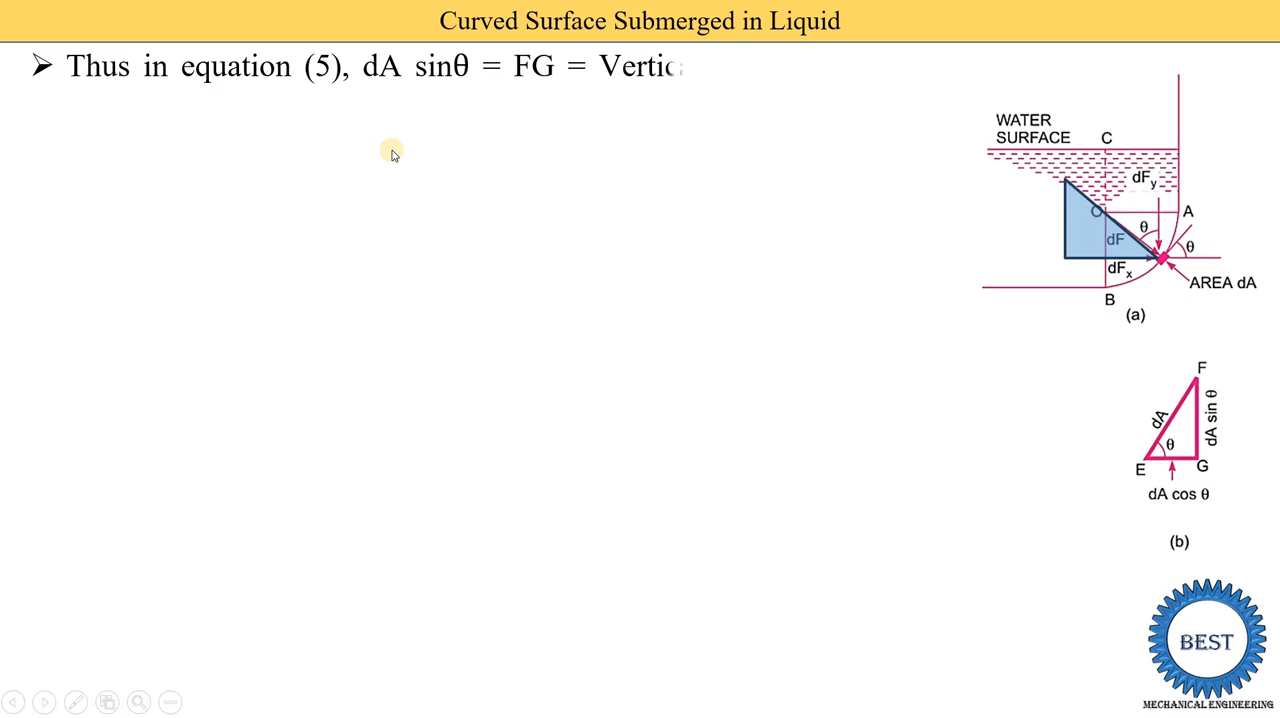 Curved Surface Submerged in Liquid
➢ Thus in equation (5), dA sinθ = FG =
WATER
SURFACE
C
dFy
O
A
θ
θ
dF
dFx
AREA dA
B
(a)
F
dA
dA sin θ
θ
E
G
dA cos θ
(b)
BEST
MECHANICAL ENGINEERING